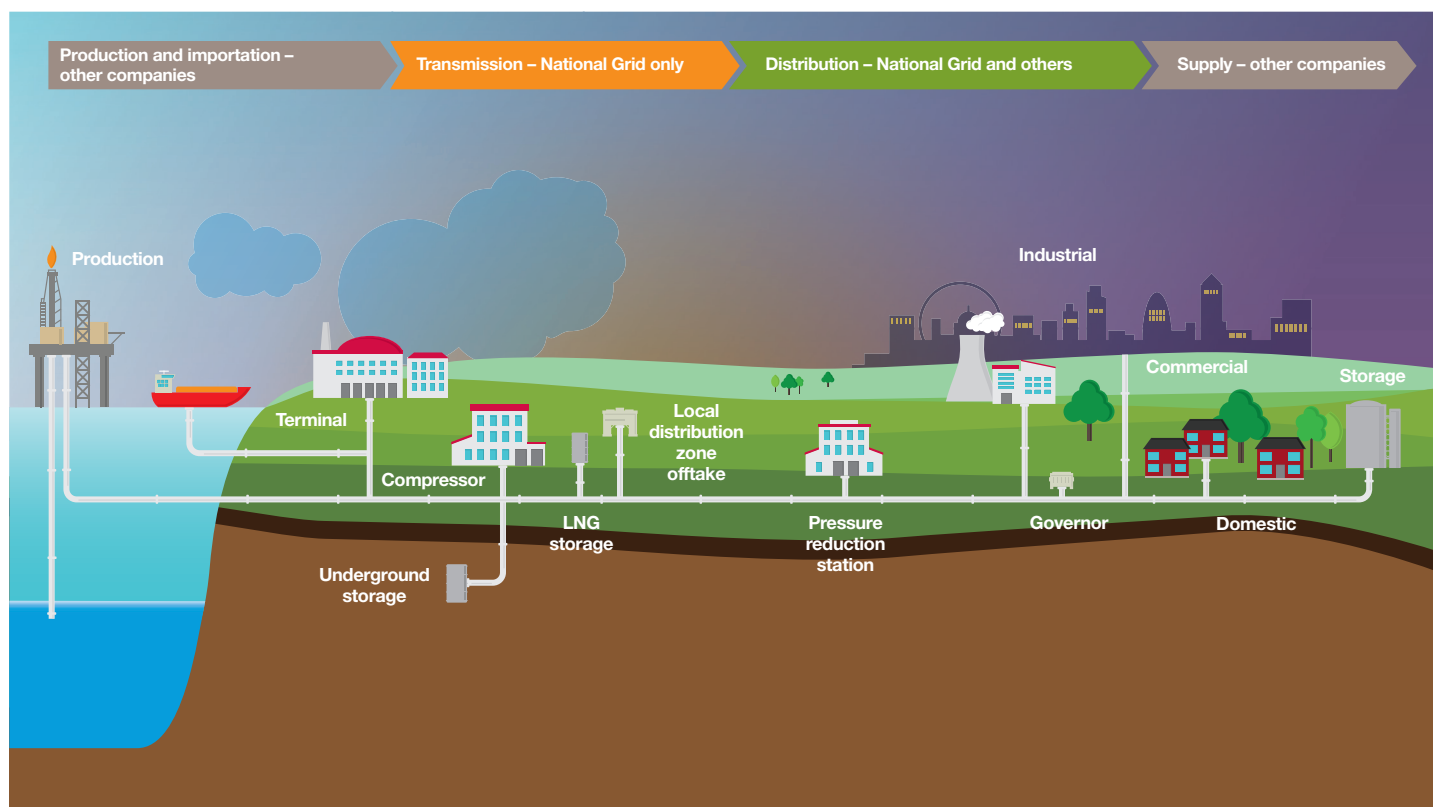 Production and importation –
other companies
Transmission – National Grid only
Distribution – National Grid and others
Supply – other companies
Production
Industrial
Commercial
Storage
Terminal
Local
distribution
zone
offtake
Compressor
LNG
storage
Pressure
reduction
station
Governor
Domestic
Underground
storage